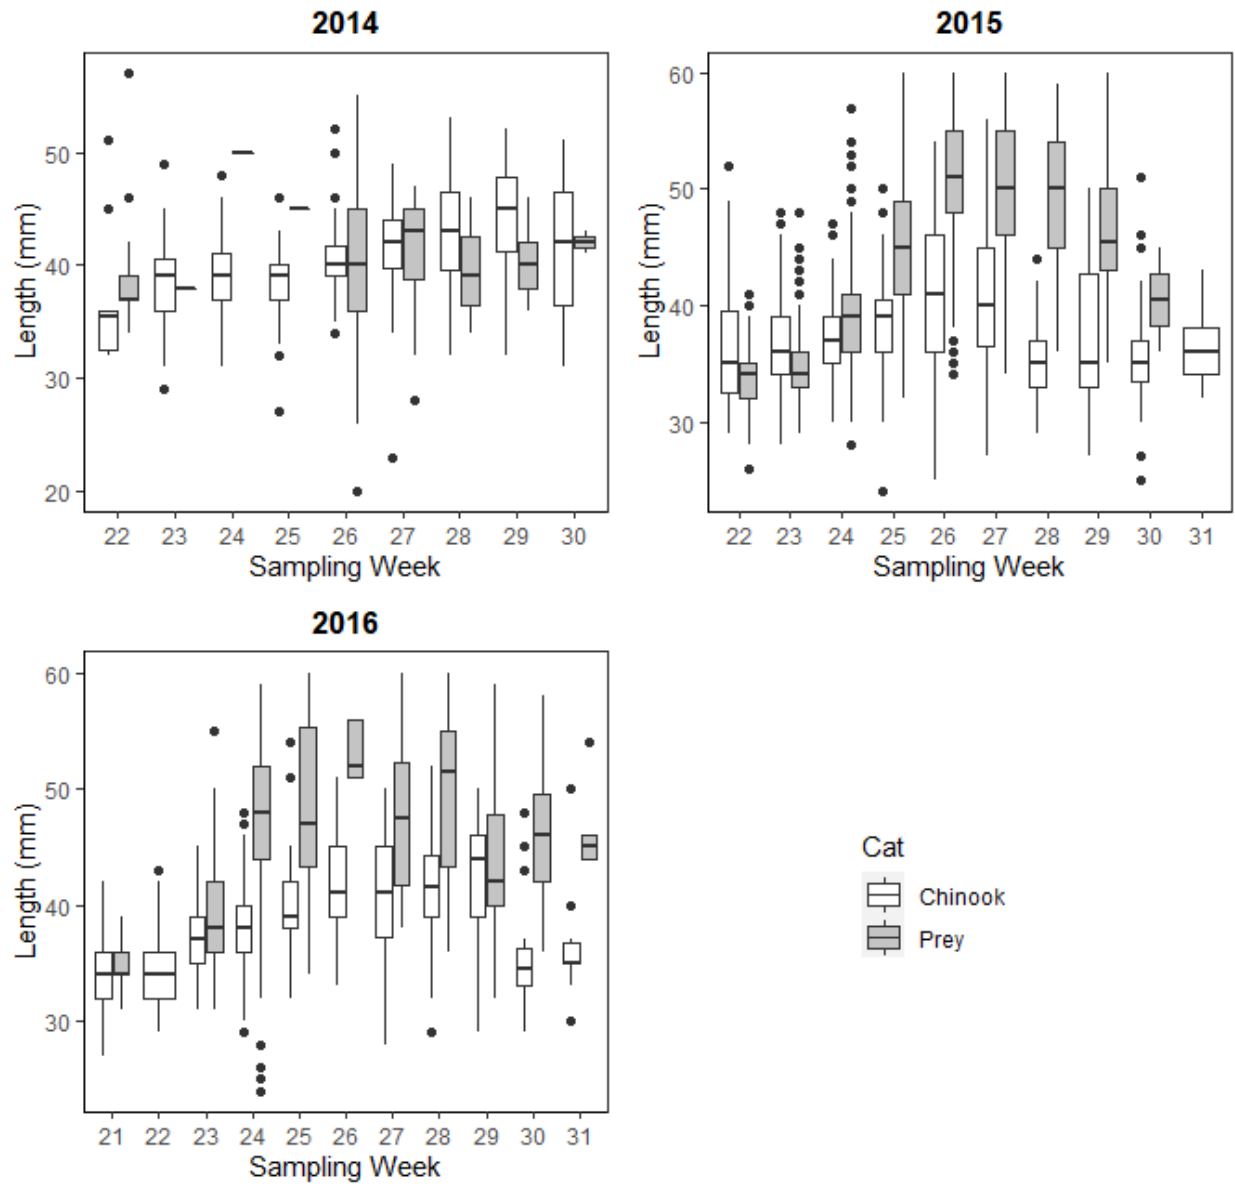 2014
Length (mm)
50
40
30
20
22 23 24 25 26 27 28 29 30
Sampling Week
2015
Length (mm)
60
50
40
30
22 23 24 25 26 27 28 29 30 31
Sampling Week
2016
Length (mm)
60
50
40
30
21 22 23 24 25 26 27 28 29 30 31
Sampling Week
Cat
Chinook
Prey